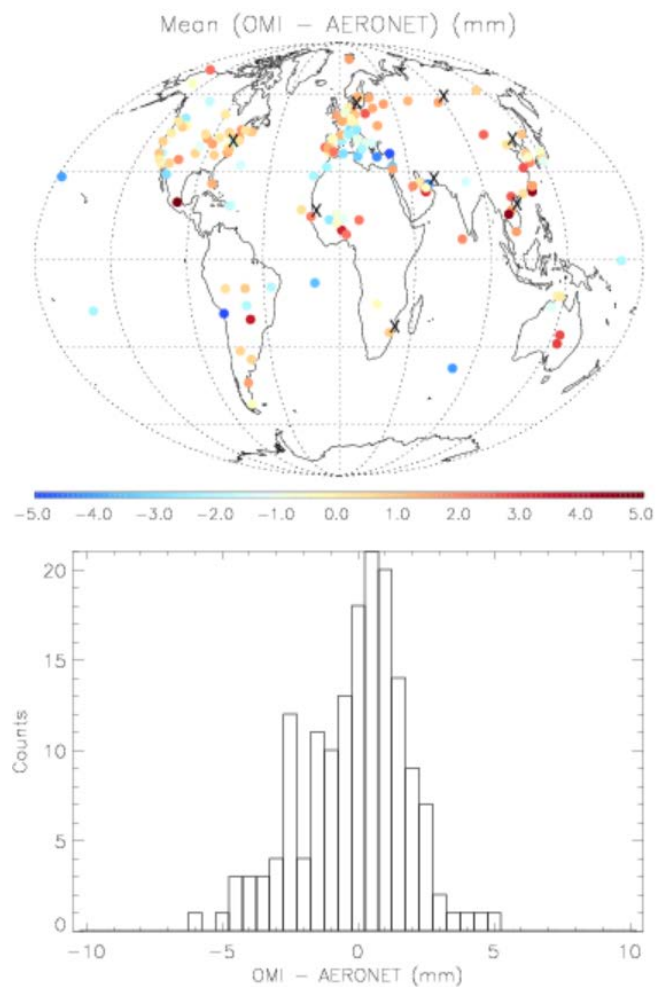 Mean (OMI – AERONET) (mm)
X X X X X X X X
-5.0 -4.0 -3.0 -2.0 -1.0 0.0 1.0 2.0 3.0 4.0 5.0
20
15
Counts
10
5
0
-10 -5 0 5 10
OMI – AERONET (mm)